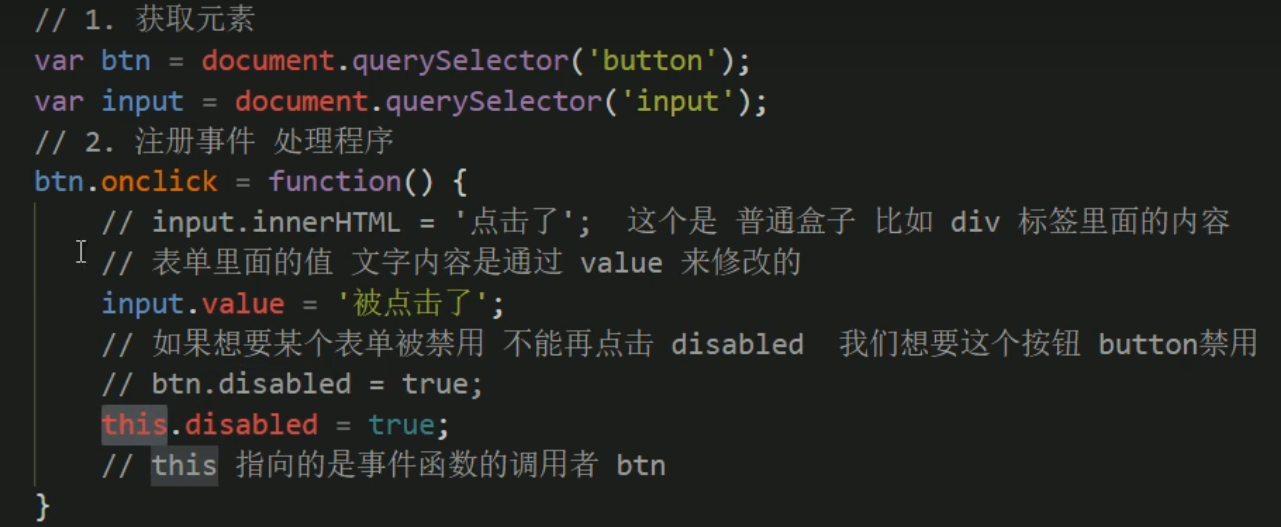 // 1. 获取元素
var btn = document.querySelector('button');
var input = document.querySelector('input');
// 2. 注册事件 处理程序
btn.onclick = function() {
// input.innerHTML = '点击了'; 这个是 普通盒子 比如 div 标签里面的内容
// 表单里面的值 文字内容是通过 value 来修改的
input.value = '被点击了';
// 如果想要某个表单被禁用 不能再点击 disabled 我们想要这个按钮 button禁用
// btn.disabled = true;
this.disabled = true;
// this 指向的是事件函数的调用者 btn
}